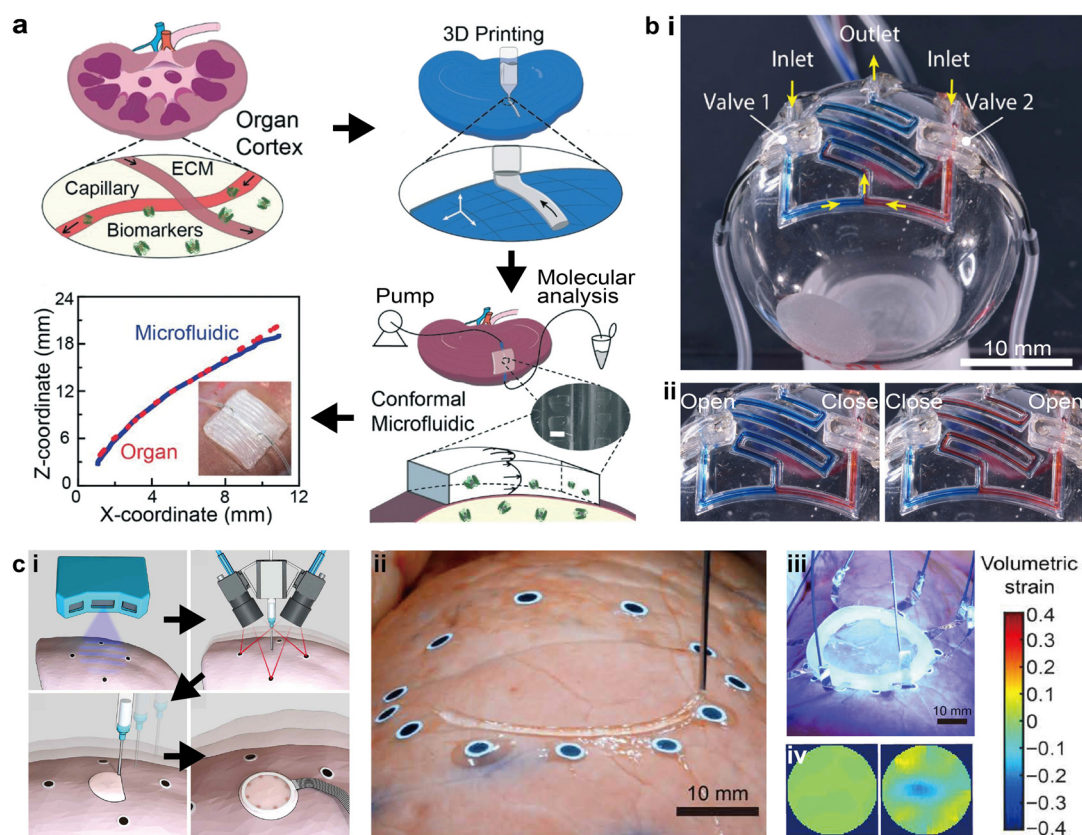 a
3D Printing
Organ
Cortex
ECM
Capillary
Biomarkers
Pump
Molecular
analysis
Conformal
Microfluidic
24
18
12
6
0
Z-coordinate (mm)
Microfluidic
Organ
0 4 8 12
X-coordinate (mm)
b i
Outlet
Inlet
Inlet
Valve 1
Valve 2
10 mm
ii
Open
Close
Close
Open
c i
ii
10 mm
iii
10 mm
iv
Volumetric
strain
0.4
0.3
0.2
0.1
0
−0.1
−0.2
−0.3
−0.4